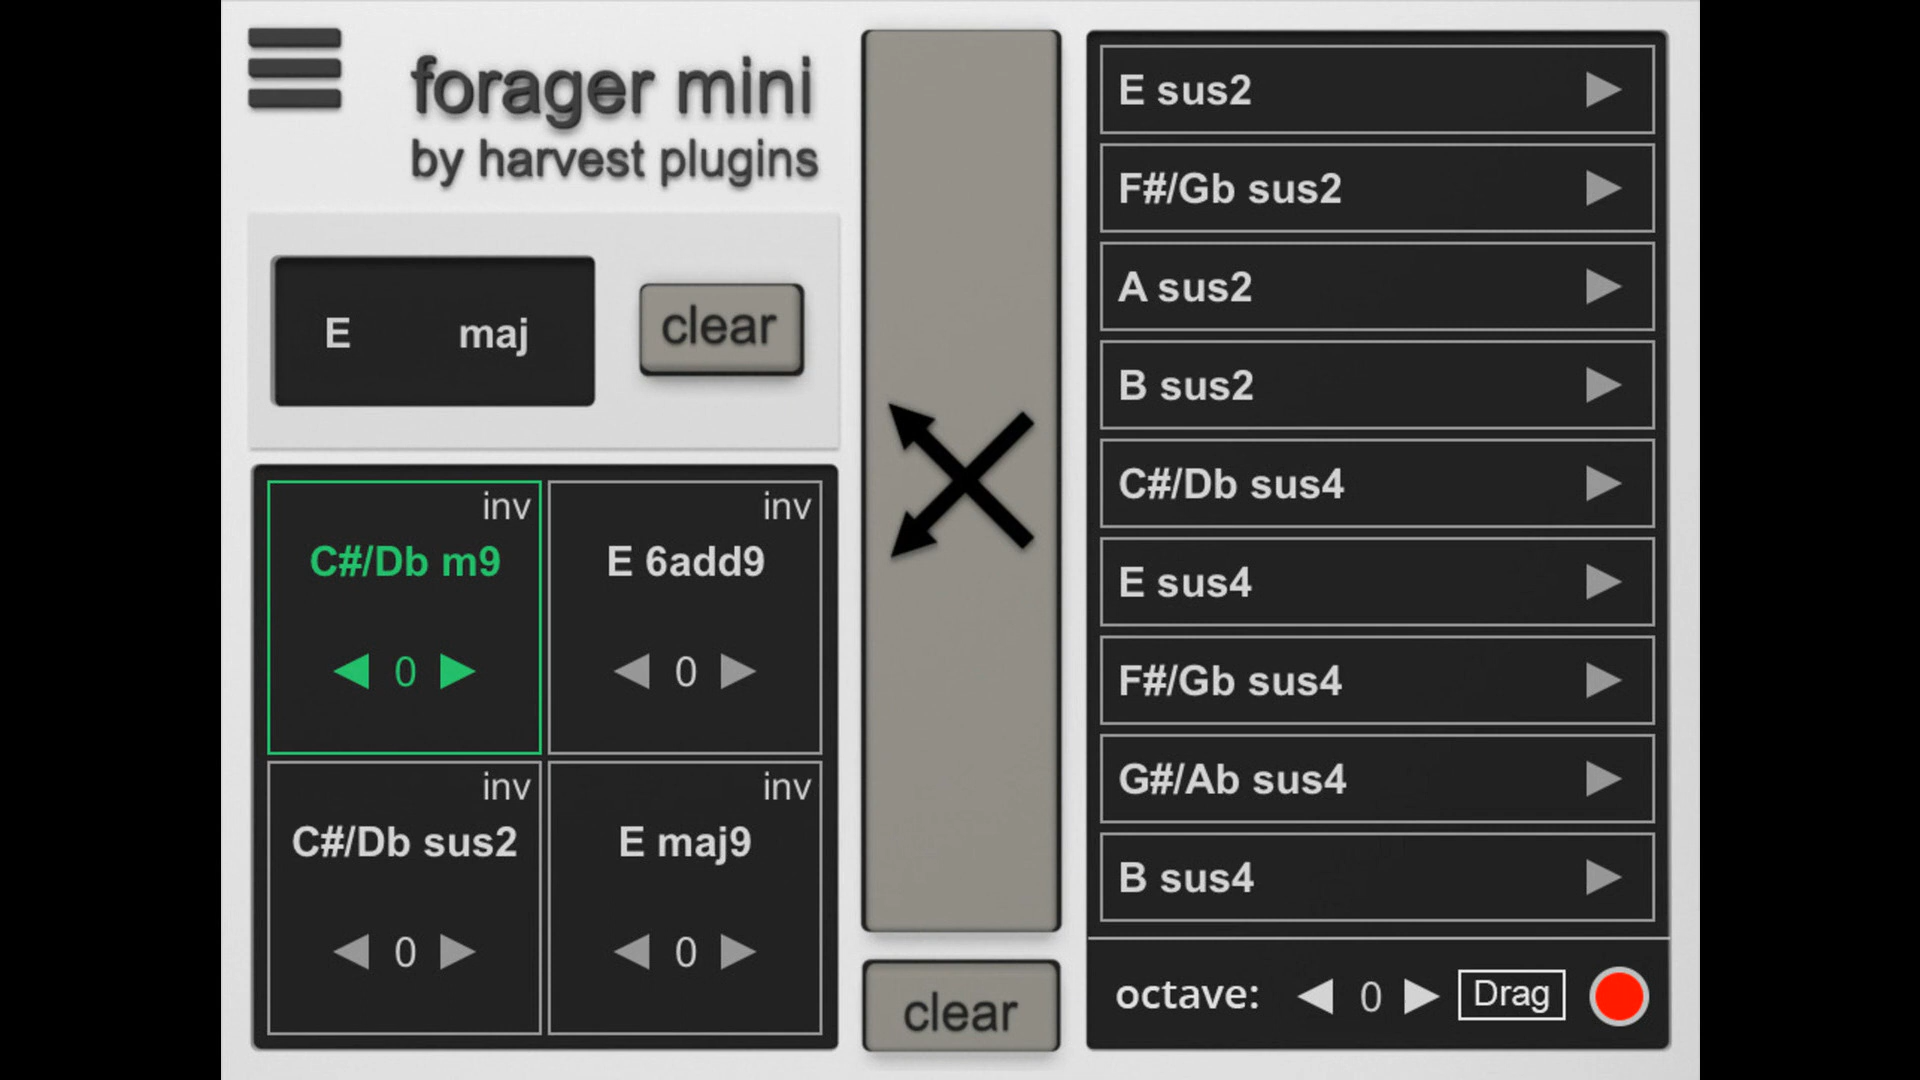 forager mini
by harvest plugins
E maj
clear
inv
C#/Db m9
0
inv
E 6add9
0
inv
C#/Db sus2
0
inv
E maj9
0
clear
E sus2
F#/Gb sus2
A sus2
B sus2
C#/Db sus4
E sus4
F#/Gb sus4
G#/Ab sus4
B sus4
octave: 0 Drag